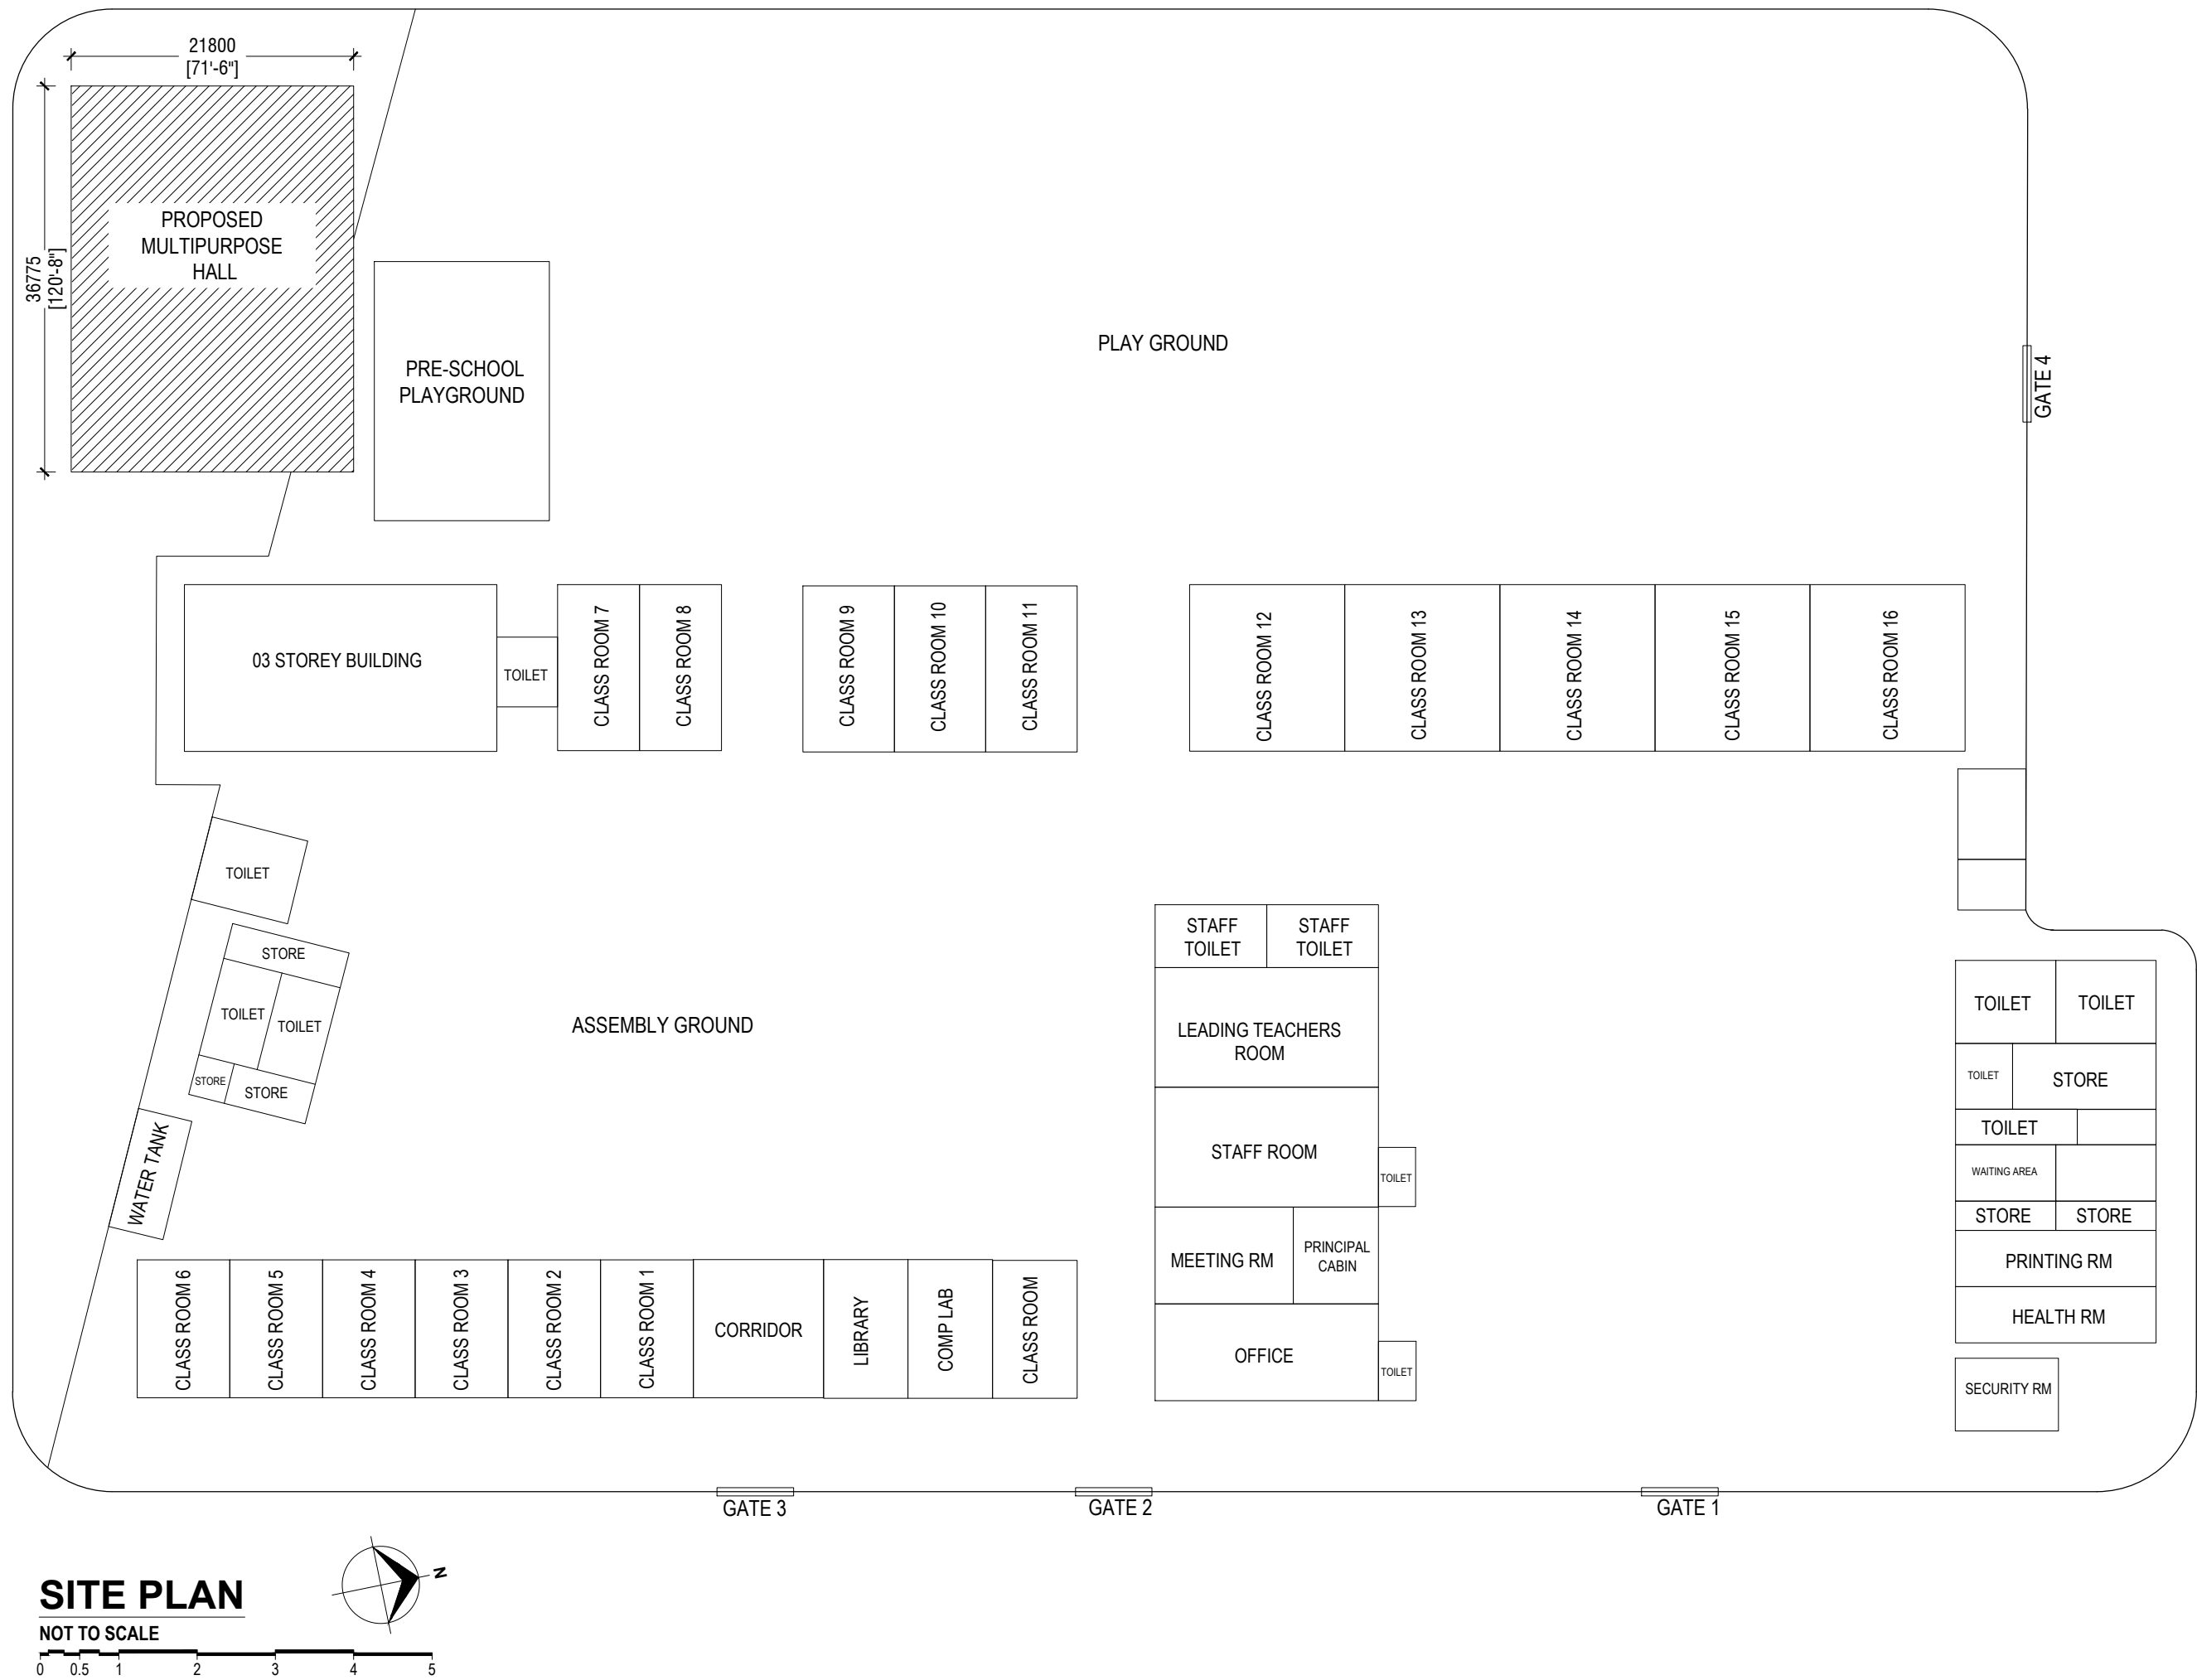 21800
[71'-6"]
36775
[120'-8"]
PROPOSED
MULTIPURPOSE
HALL
PRE-SCHOOL
PLAYGROUND
PLAY GROUND
GATE 4
03 STOREY BUILDING
TOILET
CLASS ROOM 7
CLASS ROOM 8
CLASS ROOM 9
CLASS ROOM 10
CLASS ROOM 11
CLASS ROOM 12
CLASS ROOM 13
CLASS ROOM 14
CLASS ROOM 15
CLASS ROOM 16
TOILET
STORE
TOILET
TOILET
STORE
STORE
WATER TANK
ASSEMBLY GROUND
STAFF
TOILET
STAFF
TOILET
LEADING TEACHERS
ROOM
STAFF ROOM
TOILET
MEETING RM
PRINCIPAL
CABIN
OFFICE
TOILET
TOILET
TOILET
TOILET
STORE
TOILET
WAITING AREA
STORE
STORE
PRINTING RM
HEALTH RM
SECURITY RM
CLASS ROOM 6
CLASS ROOM 5
CLASS ROOM 4
CLASS ROOM 3
CLASS ROOM 2
CLASS ROOM 1
CORRIDOR
LIBRARY
COMP LAB
CLASS ROOM
GATE 3
GATE 2
GATE 1
N
SITE PLAN
NOT TO SCALE
0 0.5 1 2 3 4 5